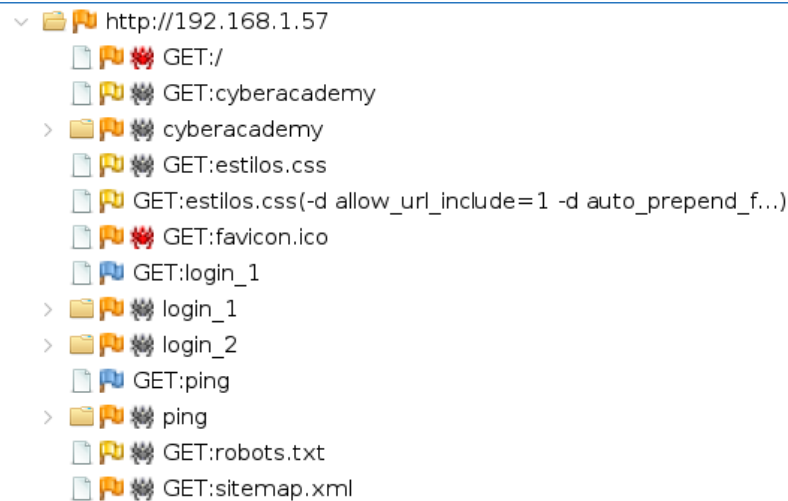 http://192.168.1.57
GET:/
GET:cyberacademy
cyberacademy
GET:estilos.css
GET:estilos.css(-d allow_url_include=1 -d auto_prepend_f...)
GET:favicon.ico
GET:login_1
login_1
login_2
GET:ping
ping
GET:robots.txt
GET:sitemap.xml